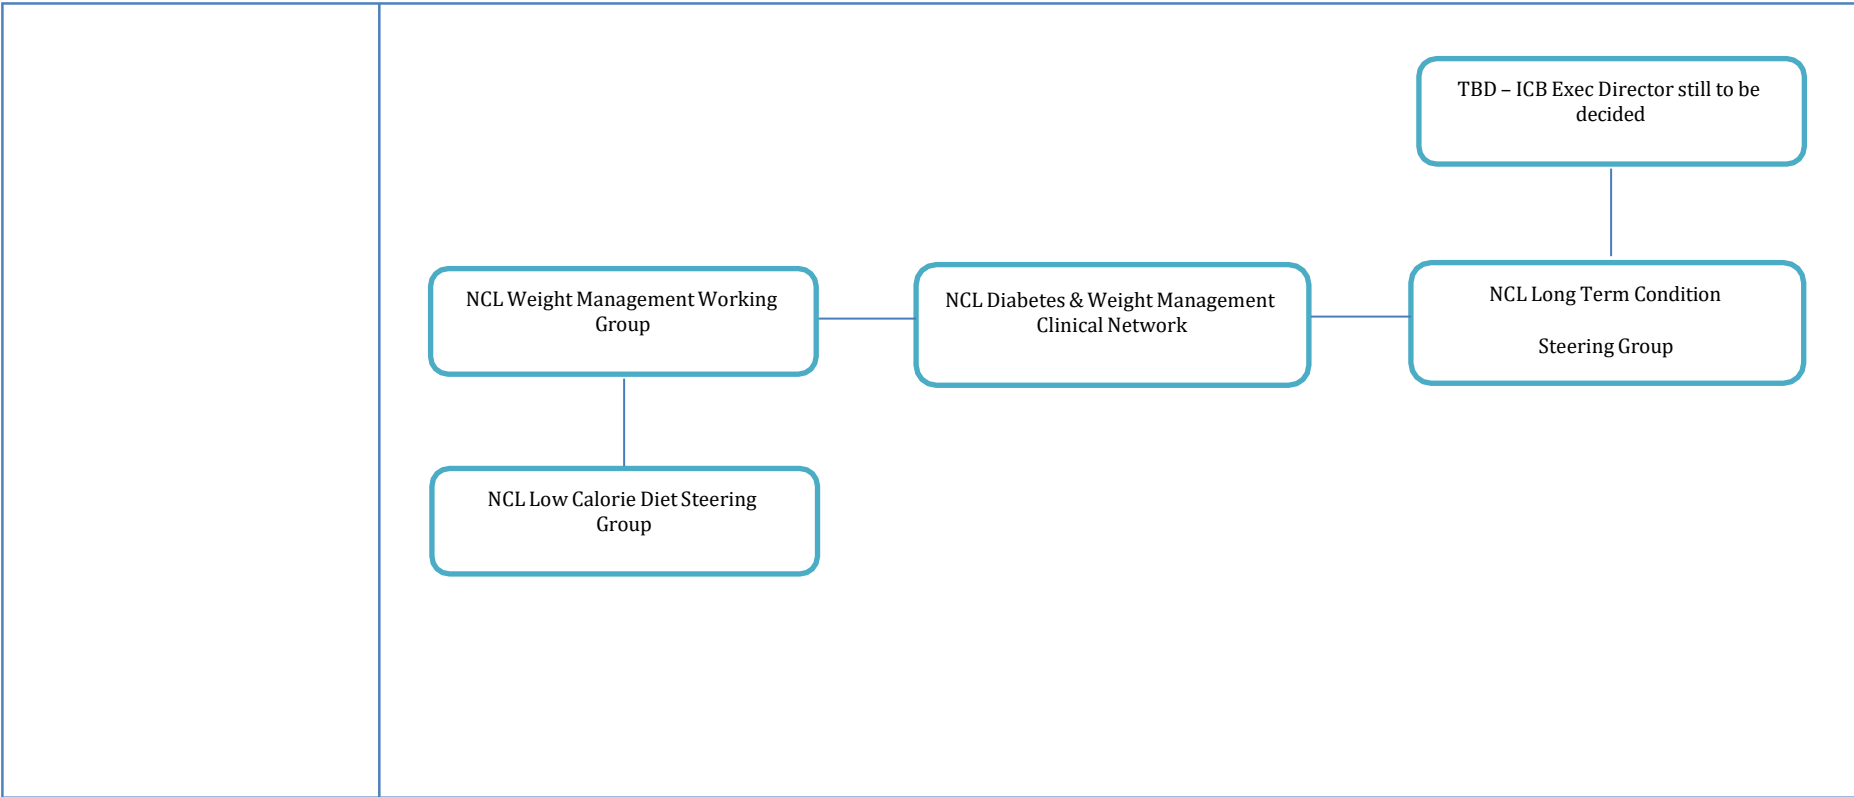 TBD – ICB Exec Director still to be
decided
NCL Weight Management Working
Group
NCL Diabetes & Weight Management
Clinical Network
NCL Long Term Condition
Steering Group
NCL Low Calorie Diet Steering
Group